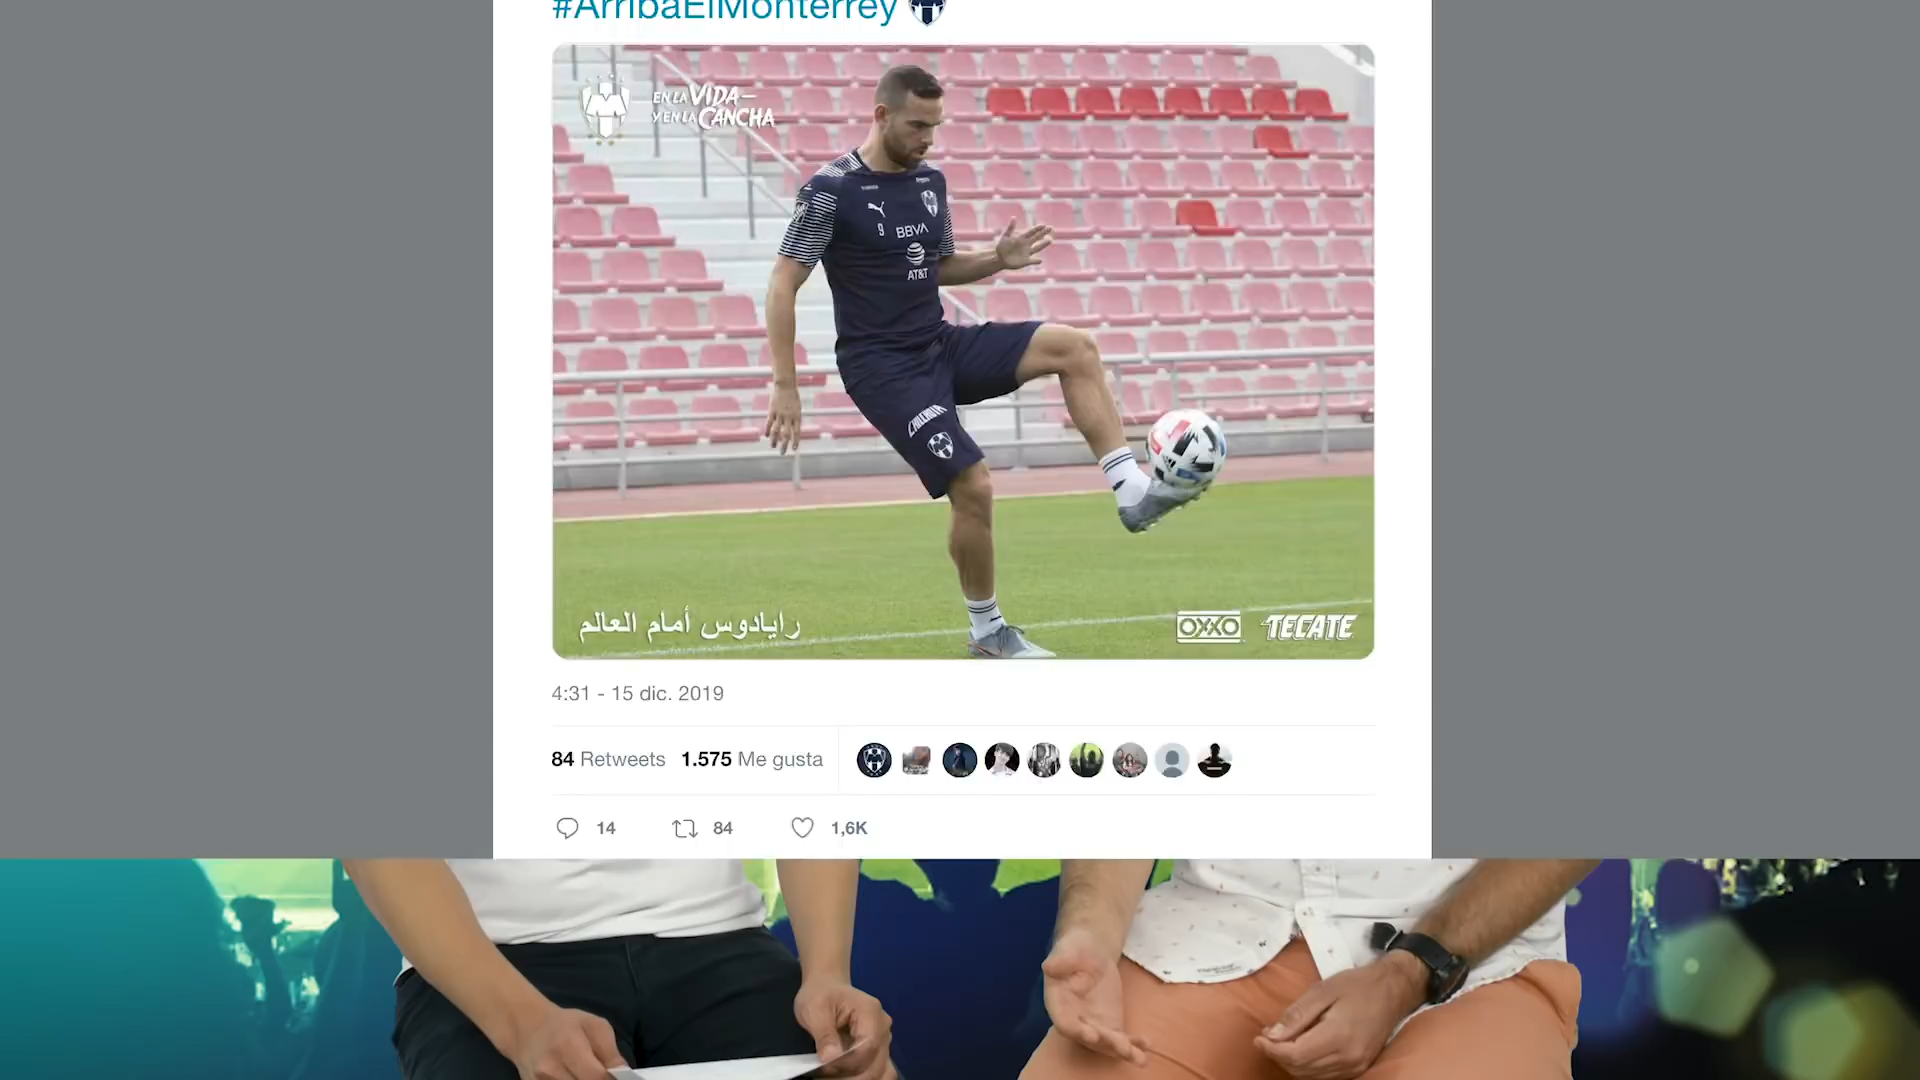 #ArribaElMonterrey
EN LA VIDA
Y EN LA CANCHA
9 BBVA
AT&T
رايادوس أمام العالم
OXXO TECATE
4:31 - 15 dic. 2019
84 Retweets 1.575 Me gusta
14 84 1,6K